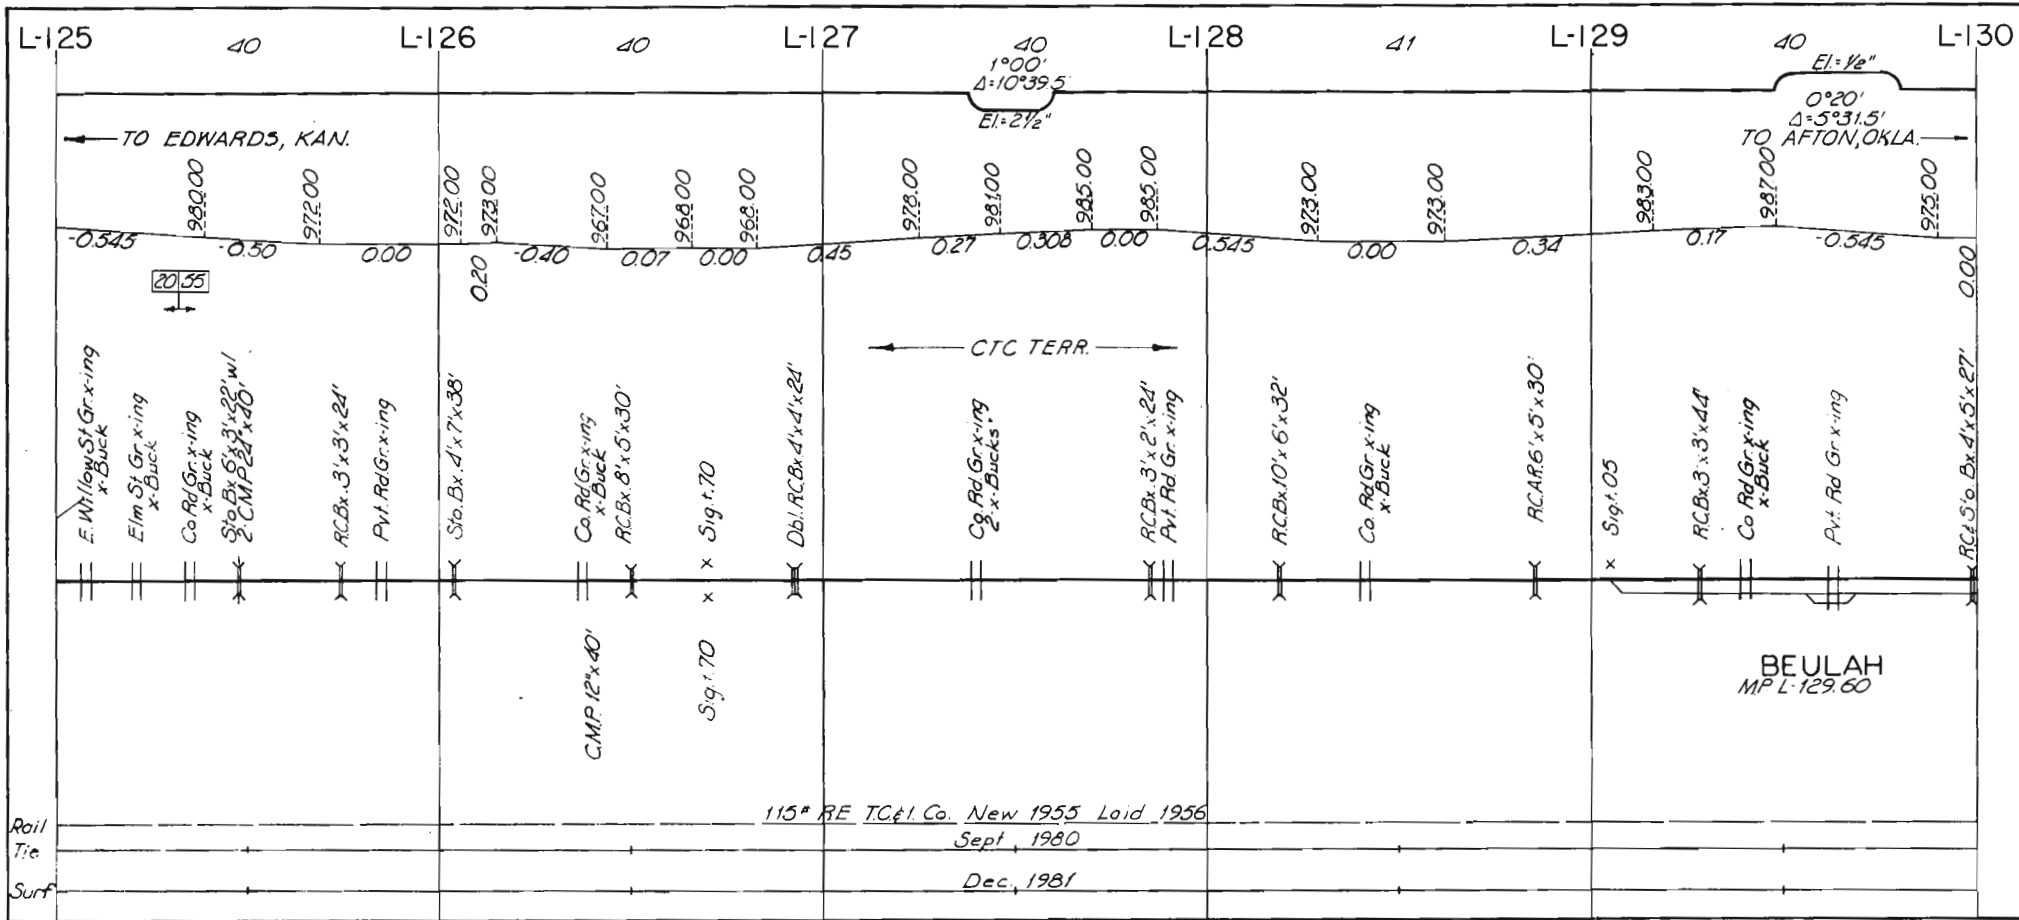 L-125 40 L-126 40 L-127 40 L-128 41 L-129 40 L-130
1°00'
Δ=10°39.5'
El.=2½"
El.=½"
0°20'
Δ=5°31.5'
TO EDWARDS, KAN.
TO AFTON, OKLA.
980.00 972.00 972.00 973.00 967.00 968.00 968.00 978.00 981.00 985.00 985.00 973.00 973.00 983.00 987.00 975.00
-0.545 -0.50 0.00 0.20 -0.40 0.07 0.00 0.45 0.27 0.308 0.00 0.545 0.00 0.34 0.17 -0.545 0.00
20 55
CTC TERR.
E. Willow St Gr. x-ing
x-Buck
Elm St Gr x-ing
x-Buck
Co Rd Gr. x-ing
x-Buck
Sto Bx 6'x3'x22' w/
2-C.M.P. 24"x40'
R.C.Bx. 3'x3'x24'
Pvt. Rd. Gr. x-ing
Sto. Bx. 4'x7'x38'
Co. Rd Gr. x-ing
x-Buck
R.C.Bx. 8'x5'x30'
x Sig. 1.70
Dbl. R.C.Bx. 4'x4'x24'
Co. Rd Gr. x-ing
2-x-Bucks
R.C.Bx. 3'x2'x24'
Pvt. Rd Gr. x-ing
R.C.Bx. 10'x6'x32'
Co. Rd Gr x-ing
x-Buck
R.C.A.R. 6'x5'x30'
x Sig. 1.05
R.C.Bx. 3'x3'x44'
Co Rd Gr x-ing
x-Buck
Pvt. Rd Gr x-ing
R.C.& Sto. Bx 4'x5'x27'
C.M.P. 12"x40'
x Sig. 1.70
BEULAH
M.P. L-129.60
Rail 115# RE T.C.&I. Co. New 1955 Laid 1956
Tie Sept 1980
Surf Dec. 1981